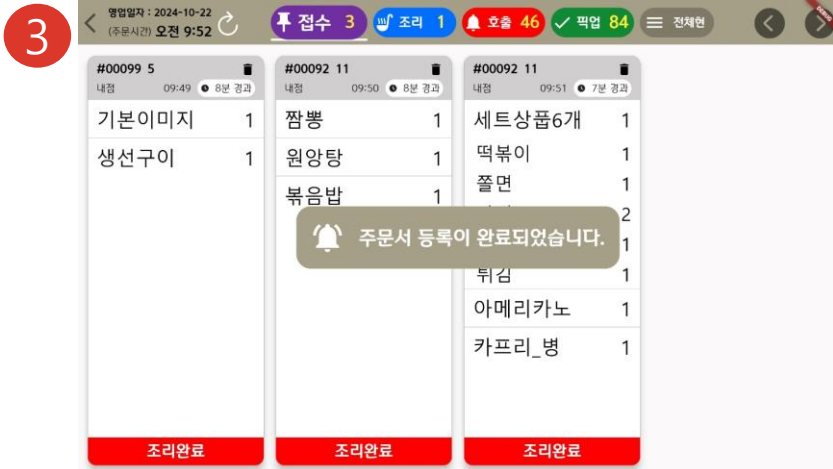 3
영업일자 : 2024-10-22
(주문시간) 오전 9:52
접수 3
조리 1
호출 46
픽업 84
전체현
#00099 5
내점 09:49 8분 경과
기본이미지 1
생선구이 1
조리완료
#00092 11
내점 09:50 8분 경과
짬뽕 1
원앙탕 1
볶음밥 1
조리완료
#00092 11
내점 09:51 7분 경과
세트상품6개 1
떡볶이 1
쫄면 1
2
1
튀김 1
아메리카노 1
카프리_병 1
조리완료
주문서 등록이 완료되었습니다.